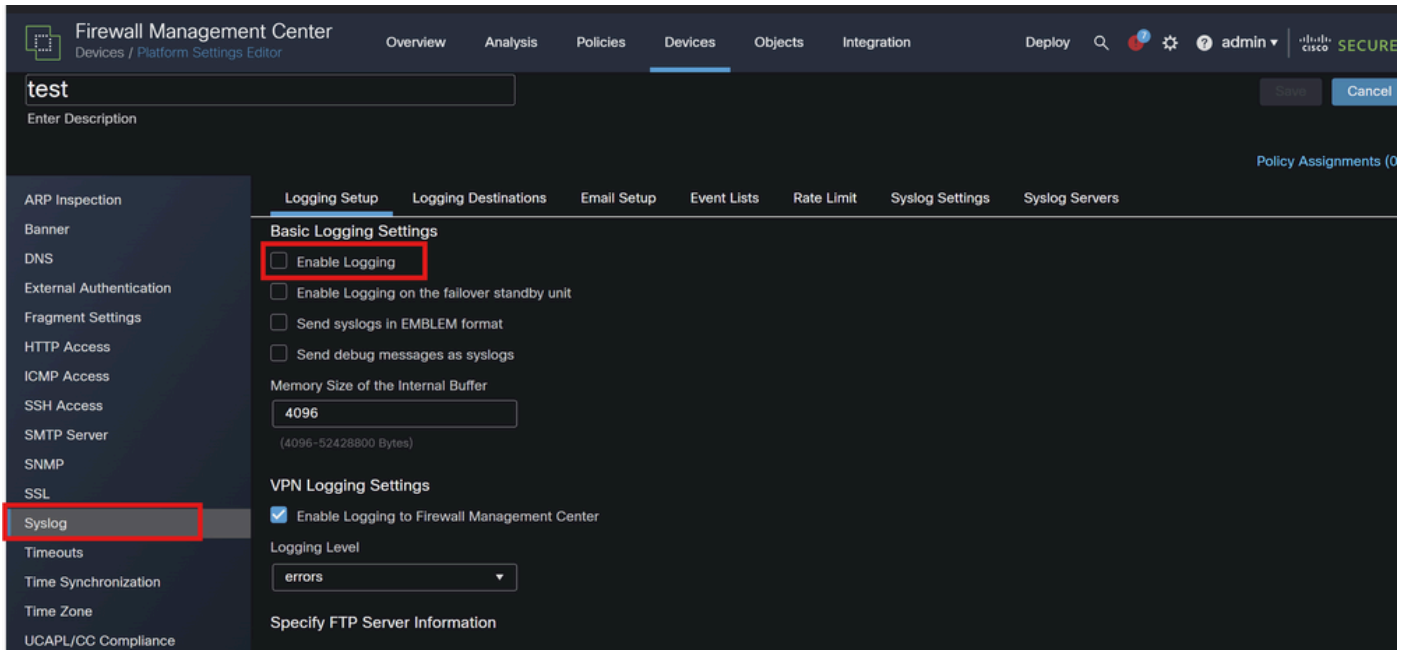 Firewall Management Center
Devices / Platform Settings Editor
Overview Analysis Policies Devices Objects Integration Deploy 7 admin cisco SECURE
test
Save Cancel
Enter Description
Policy Assignments (0
ARP Inspection
Banner
DNS
External Authentication
Fragment Settings
HTTP Access
ICMP Access
SSH Access
SMTP Server
SNMP
SSL
Syslog
Timeouts
Time Synchronization
Time Zone
UCAPL/CC Compliance
Logging Setup Logging Destinations Email Setup Event Lists Rate Limit Syslog Settings Syslog Servers
Basic Logging Settings
Enable Logging
Enable Logging on the failover standby unit
Send syslogs in EMBLEM format
Send debug messages as syslogs
Memory Size of the Internal Buffer
4096
(4096-52428800 Bytes)
VPN Logging Settings
Enable Logging to Firewall Management Center
Logging Level
errors
Specify FTP Server Information